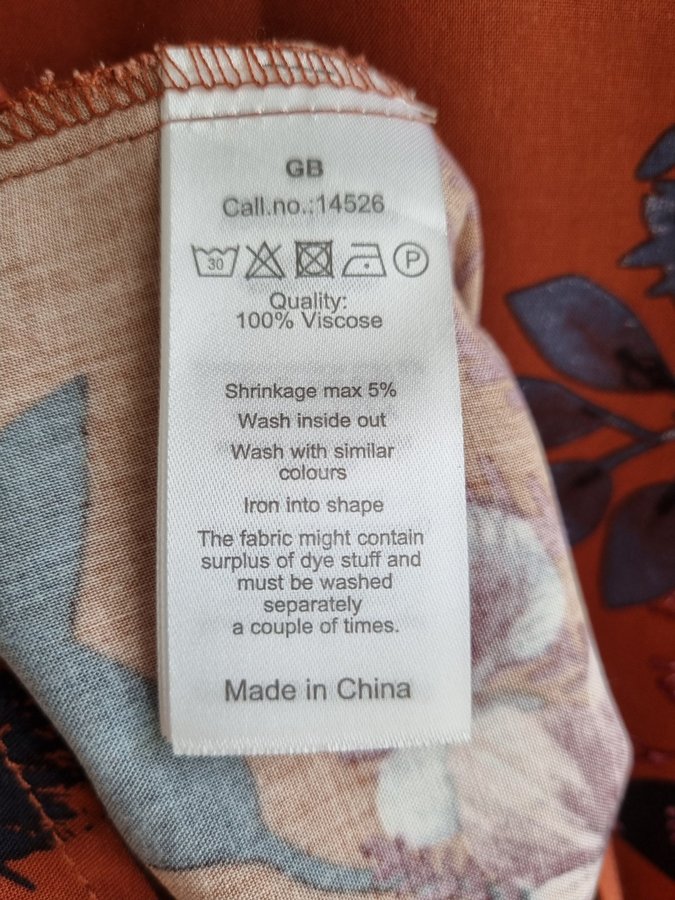 GB
Call.no.:14526
30 P
Quality:
100% Viscose
Shrinkage max 5%
Wash inside out
Wash with similar
colours
Iron into shape
The fabric might contain
surplus of dye stuff and
must be washed
separately
a couple of times.
Made in China